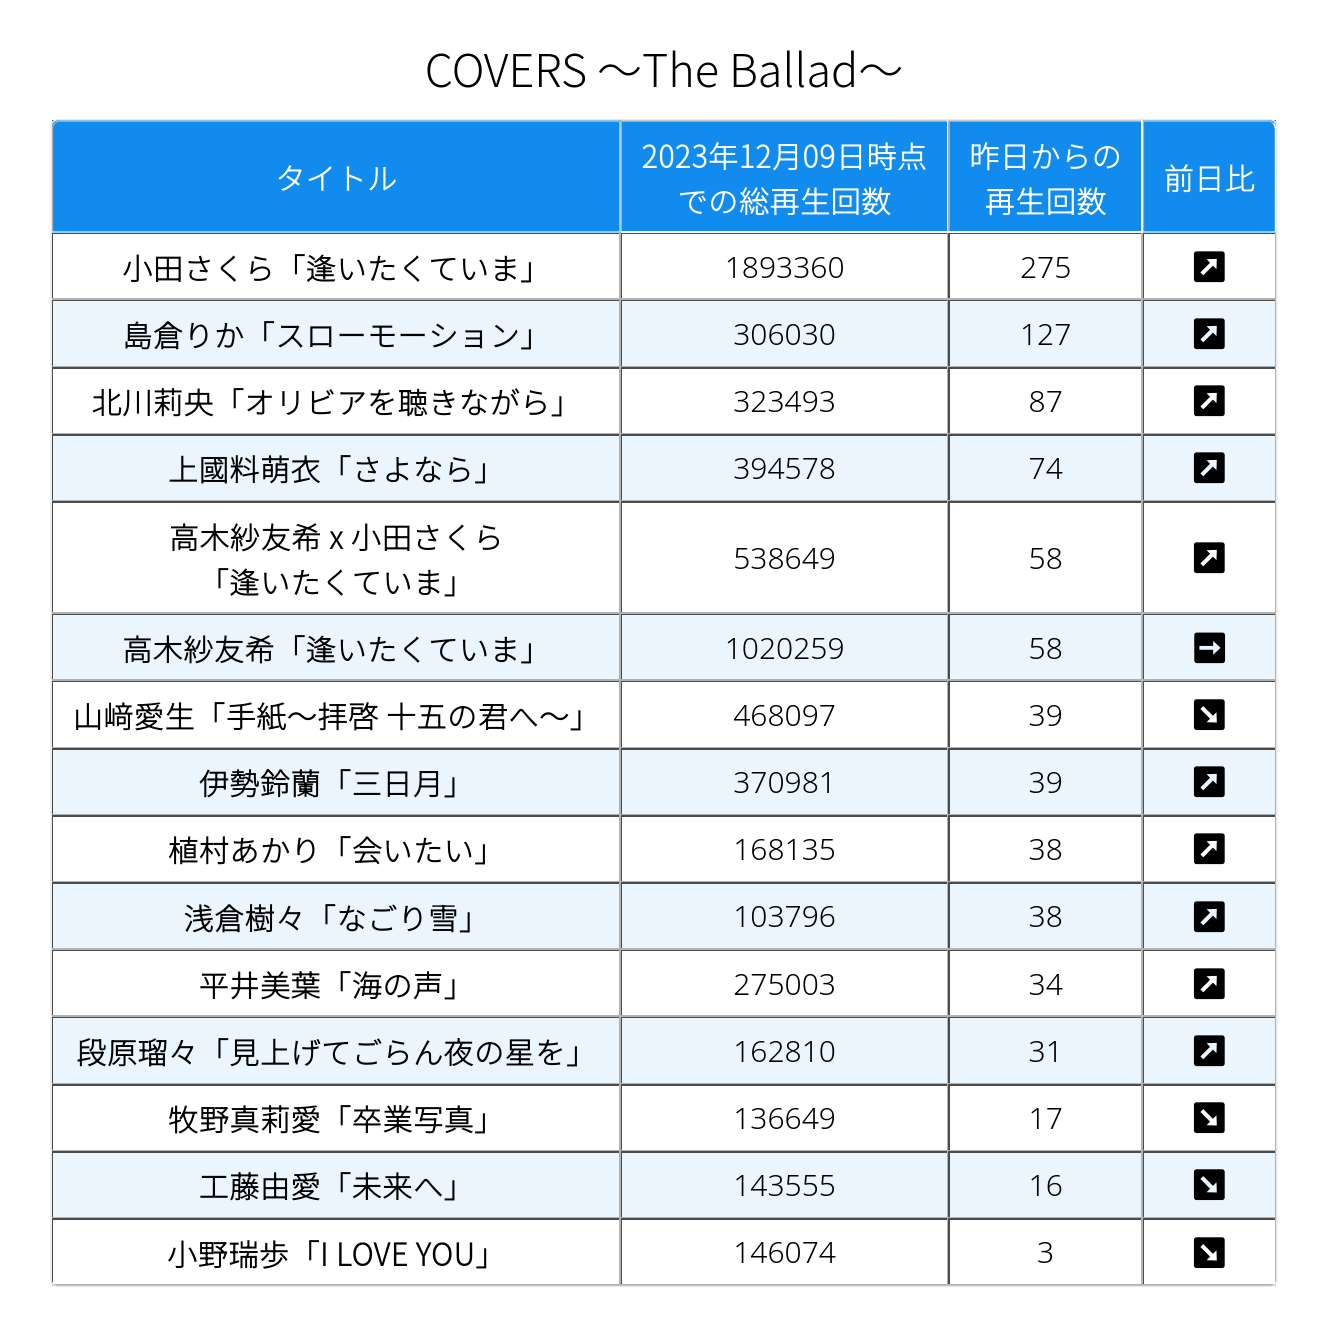 COVERS ～The Ballad～
タイトル
2023年12月09日時点
での総再生回数
昨日からの
再生回数
前日比
小田さくら「逢いたくていま」 1893360 275 ↗
島倉りか「スローモーション」 306030 127 ↗
北川莉央「オリビアを聴きながら」 323493 87 ↗
上國料萌衣「さよなら」 394578 74 ↗
高木紗友希 x 小田さくら
「逢いたくていま」 538649 58 ↗
高木紗友希「逢いたくていま」 1020259 58 →
山﨑愛生「手紙～拝啓 十五の君へ～」 468097 39 ↘
伊勢鈴蘭「三日月」 370981 39 ↗
植村あかり「会いたい」 168135 38 ↗
浅倉樹々「なごり雪」 103796 38 ↗
平井美葉「海の声」 275003 34 ↗
段原瑠々「見上げてごらん夜の星を」 162810 31 ↗
牧野真莉愛「卒業写真」 136649 17 ↘
工藤由愛「未来へ」 143555 16 ↘
小野瑞歩「I LOVE YOU」 146074 3 ↘